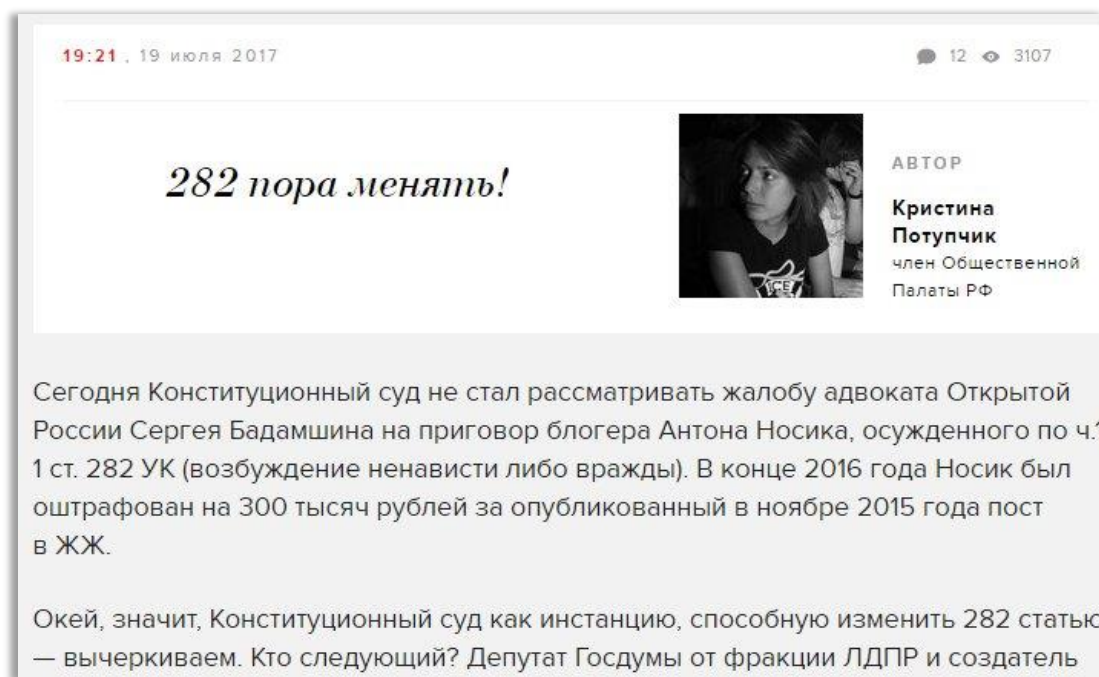 19:21 , 19 июля 2017
12 3107
282 пора менять!
АВТОР
Кристина
Потупчик
член Общественной
Палаты РФ
Сегодня Конституционный суд не стал рассматривать жалобу адвоката Открытой
России Сергея Бадамшина на приговор блогера Антона Носика, осужденного по ч.1
1 ст. 282 УК (возбуждение ненависти либо вражды). В конце 2016 года Носик был
оштрафован на 300 тысяч рублей за опубликованный в ноябре 2015 года пост
в ЖЖ.
Окей, значит, Конституционный суд как инстанцию, способную изменить 282 статью
— вычеркиваем. Кто следующий? Депутат Госдумы от фракции ЛДПР и создатель